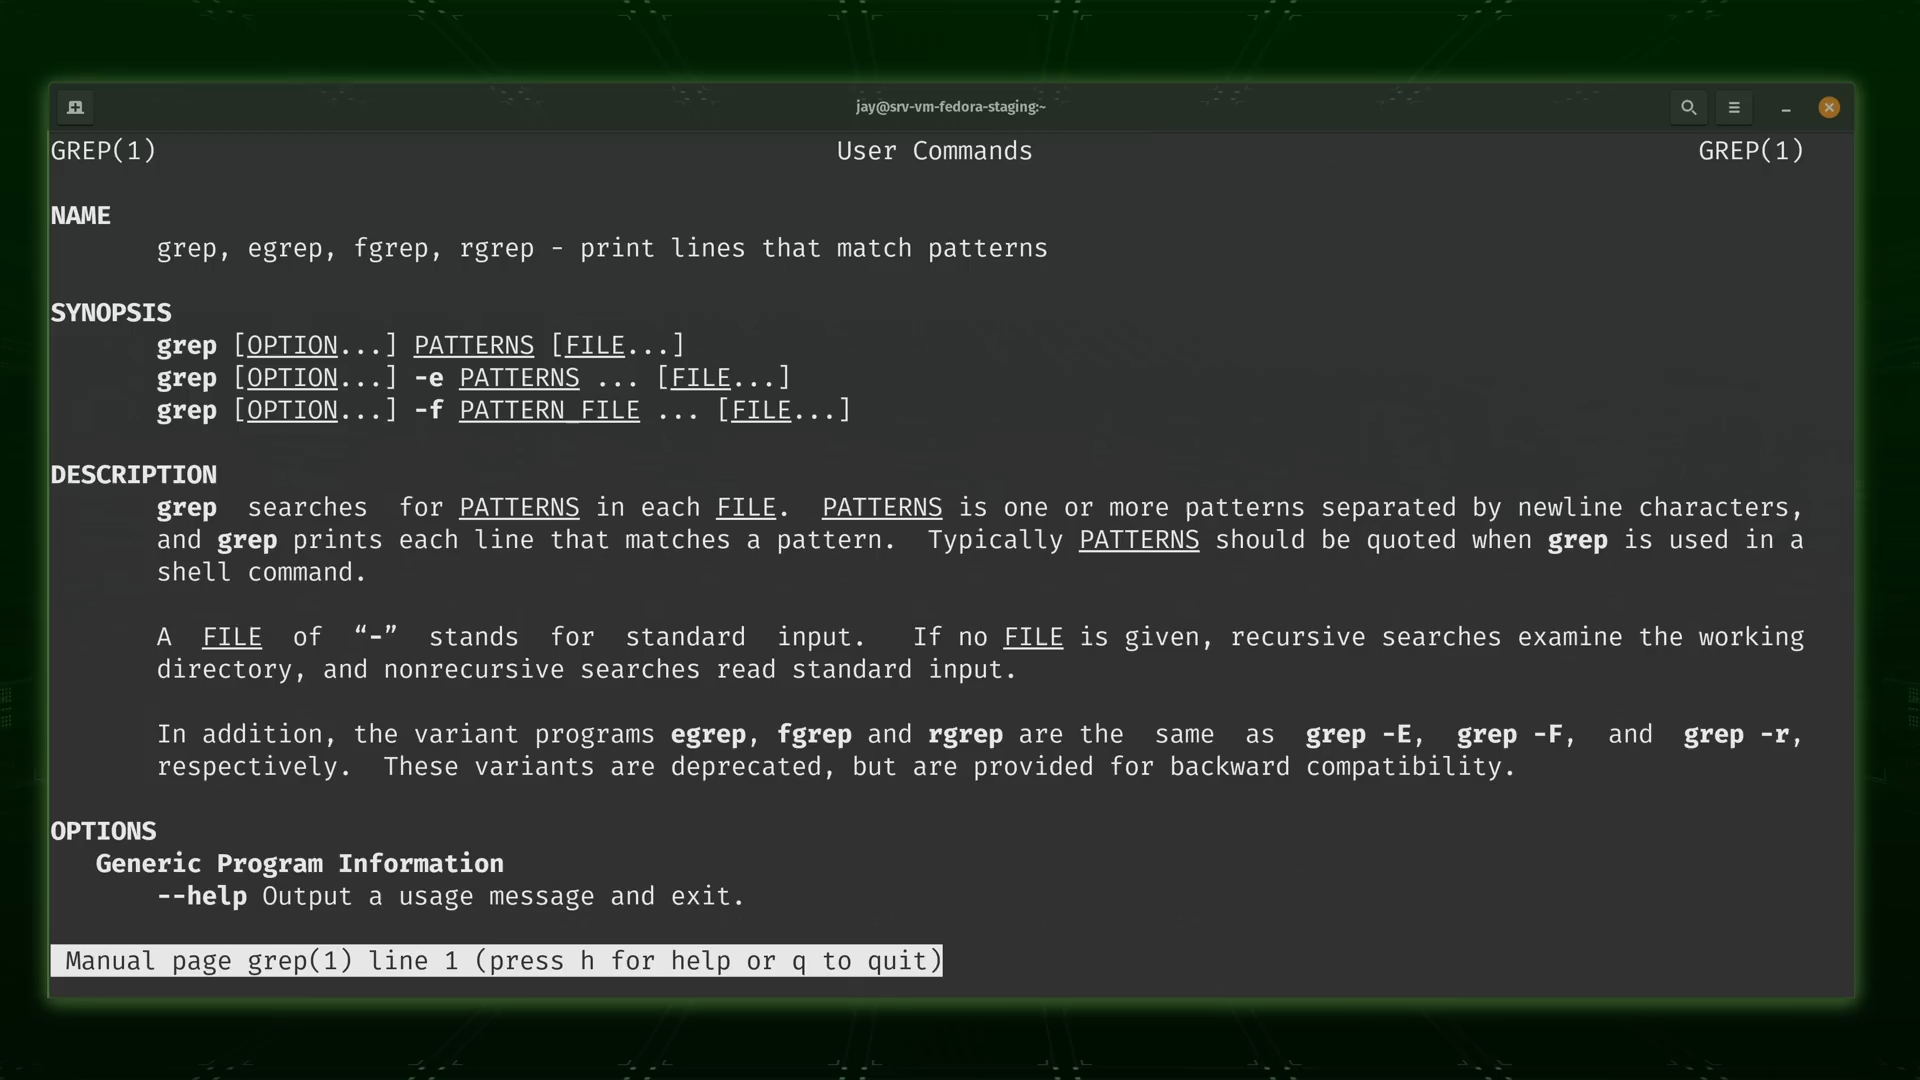 jay@srv-vm-fedora-staging:~
GREP(1) User Commands GREP(1)
NAME
grep, egrep, fgrep, rgrep - print lines that match patterns
SYNOPSIS
grep [OPTION...] PATTERNS [FILE...]
grep [OPTION...] -e PATTERNS ... [FILE...]
grep [OPTION...] -f PATTERN_FILE ... [FILE...]
DESCRIPTION
grep searches for PATTERNS in each FILE. PATTERNS is one or more patterns separated by newline characters,
and grep prints each line that matches a pattern. Typically PATTERNS should be quoted when grep is used in a
shell command.
A FILE of “-” stands for standard input. If no FILE is given, recursive searches examine the working
directory, and nonrecursive searches read standard input.
In addition, the variant programs egrep, fgrep and rgrep are the same as grep -E, grep -F, and grep -r,
respectively. These variants are deprecated, but are provided for backward compatibility.
OPTIONS
Generic Program Information
--help Output a usage message and exit.
Manual page grep(1) line 1 (press h for help or q to quit)